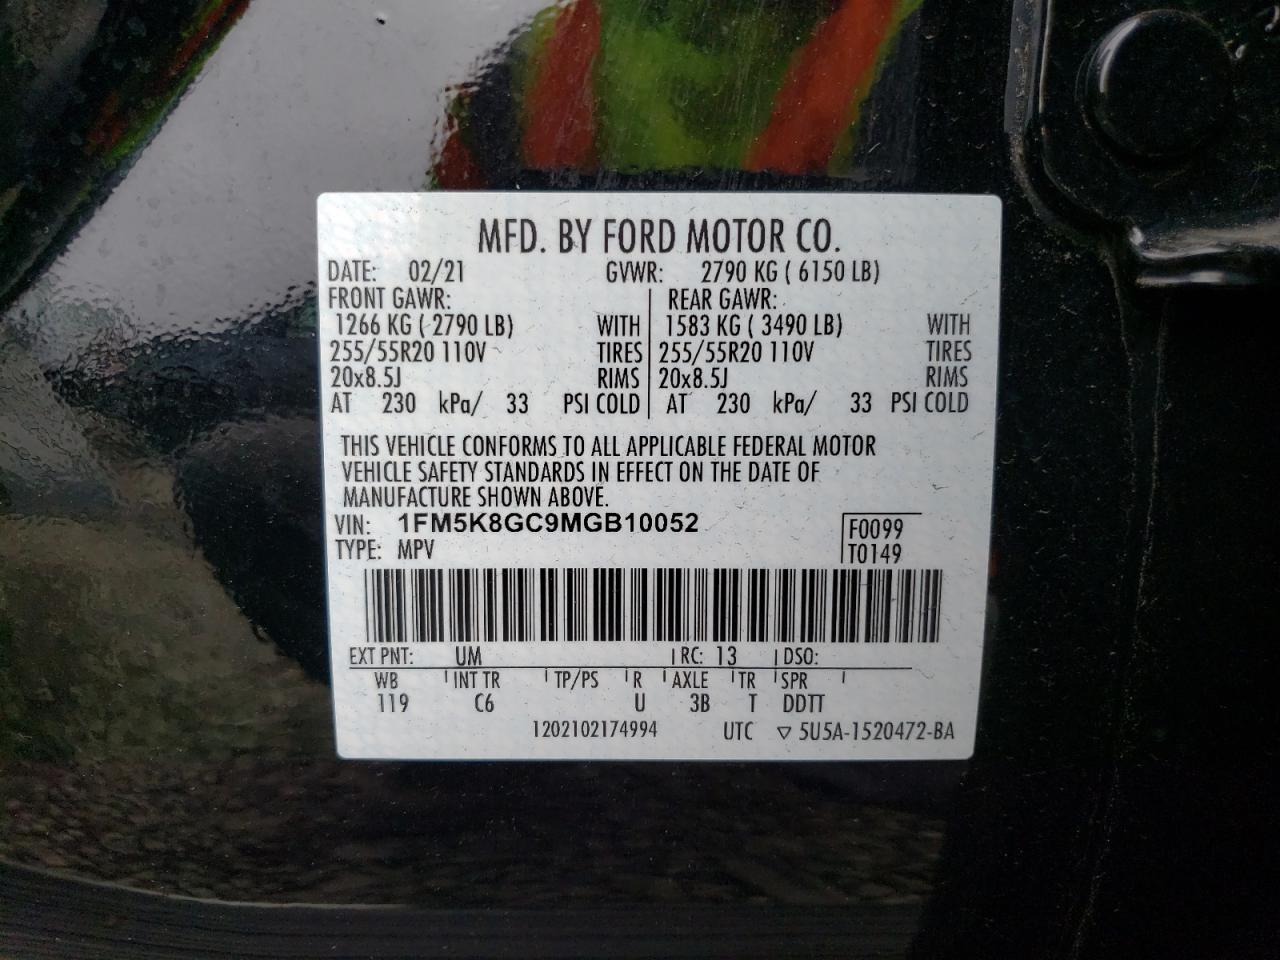 MFD. BY FORD MOTOR CO.
DATE: 02/21 GVWR: 2790 KG ( 6150 LB)
FRONT GAWR: REAR GAWR:
1266 KG ( 2790 LB) WITH 1583 KG ( 3490 LB) WITH
255/55R20 110V TIRES 255/55R20 110V TIRES
20x8.5J RIMS 20x8.5J RIMS
AT 230 kPa/ 33 PSI COLD AT 230 kPa/ 33 PSI COLD
THIS VEHICLE CONFORMS TO ALL APPLICABLE FEDERAL MOTOR
VEHICLE SAFETY STANDARDS IN EFFECT ON THE DATE OF
MANUFACTURE SHOWN ABOVE.
VIN: 1FM5K8GC9MGB10052 F0099
TYPE: MPV T0149
EXT PNT: UM RC: 13 DSO:
WB INT TR TP/PS R AXLE TR SPR
119 C6 U 3B T DDTT
1202102174994 UTC ▽ 5U5A-1520472-BA